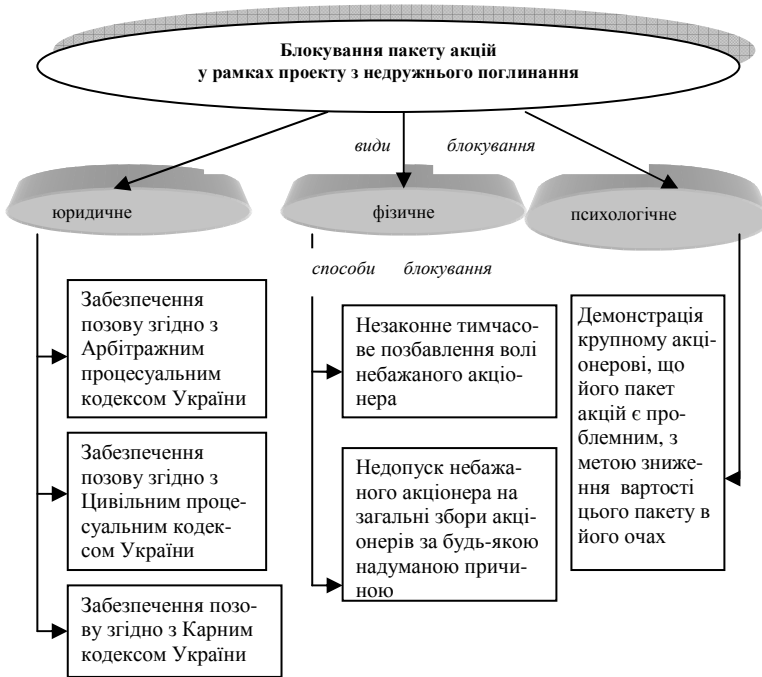 Блокування пакету акцій
у рамках проекту з недружнього поглинання
види блокування
юридичне
фізичне
психологічне
способи блокування
Забезпечення
позову згідно з
Арбітражним
процесуальним
кодексом України
Забезпечення
позову згідно з
Цивільним проце-
суальним кодек-
сом України
Забезпечення позо-
ву згідно з Карним
кодексом України
Незаконне тимчасо-
ве позбавлення волі
небажаного акціо-
нера
Недопуск небажа-
ного акціонера на
загальні збори акці-
онерів за будь-якою
надуманою причи-
ною
Демонстрація
крупному акці-
онерові, що
його пакет
акцій є про-
блемним, з
метою зниже-
ння вартості
цього пакету в
його очах